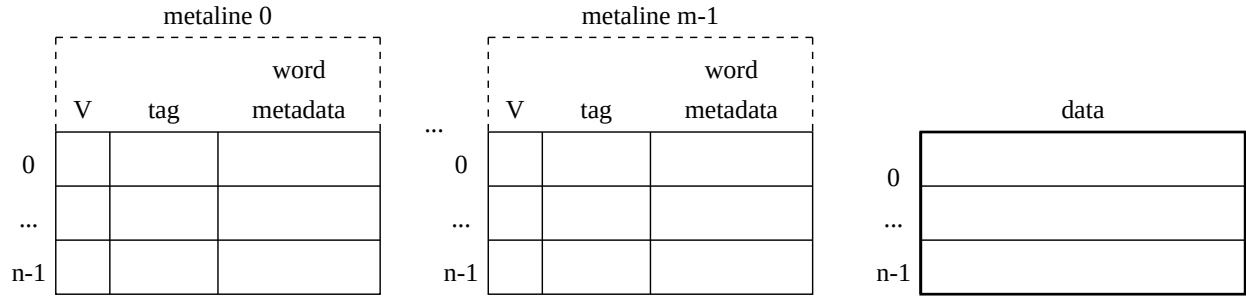 metaline 0
metaline m-1
word
word
V tag metadata
V tag metadata
data
...
0
0
0
...
...
...
n-1
n-1
n-1